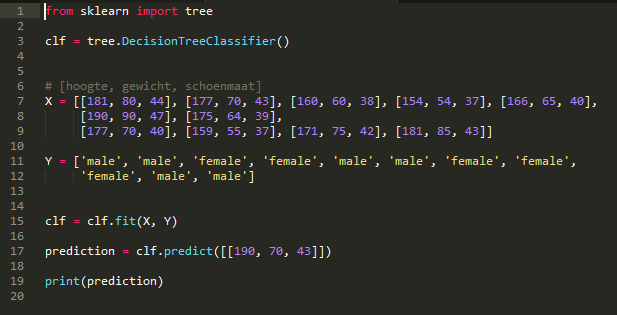 1 from sklearn import tree
2
3 clf = tree.DecisionTreeClassifier()
4
5
6 # [hoogte, gewicht, schoenmaat]
7 X = [[181, 80, 44], [177, 70, 43], [160, 60, 38], [154, 54, 37], [166, 65, 40],
8 [190, 90, 47], [175, 64, 39],
9 [177, 70, 40], [159, 55, 37], [171, 75, 42], [181, 85, 43]]
10
11 Y = ['male', 'male', 'female', 'female', 'male', 'male', 'female', 'female',
12 'female', 'male', 'male']
13
14
15 clf = clf.fit(X, Y)
16
17 prediction = clf.predict([[190, 70, 43]])
18
19 print(prediction)
20